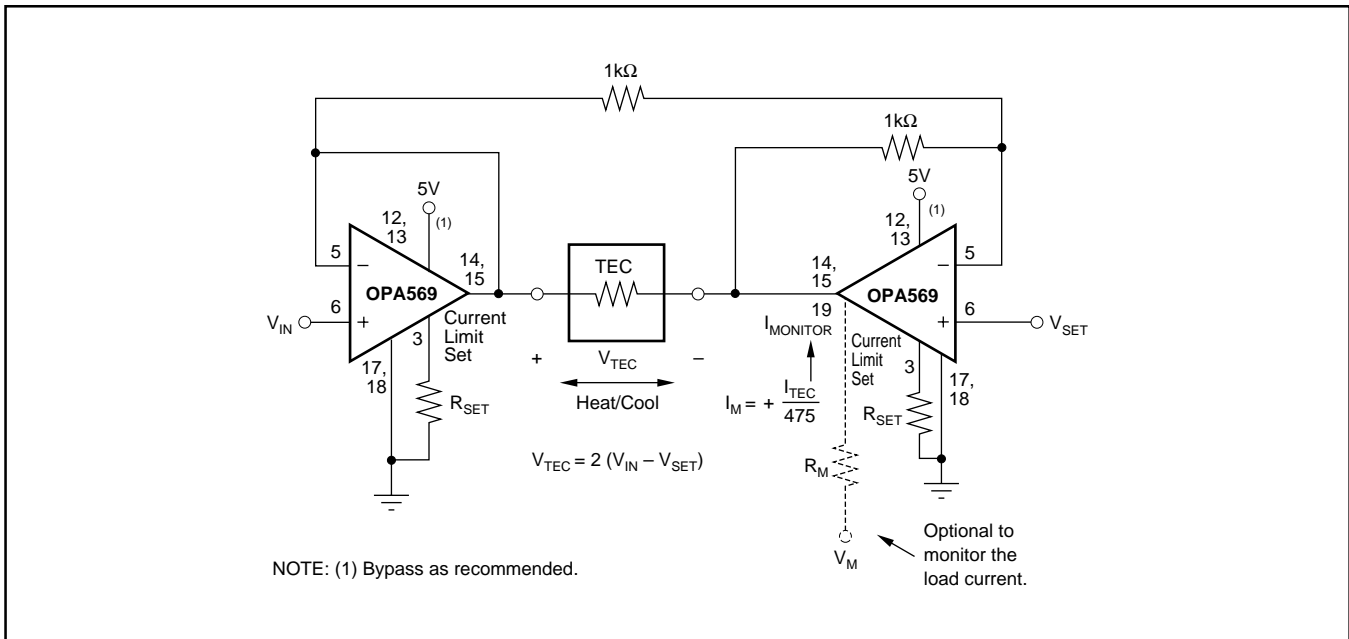 1kΩ
1kΩ
5V
(1)
12,
13
5
−
14,
15
OPA569
V_IN
6
+
3
Current
Limit
Set
17,
18
R_SET
TEC
+
V_TEC
−
Heat/Cool
V_TEC = 2 (V_IN − V_SET)
5V
(1)
12,
13
14,
15
5
−
OPA569
19
6
+
V_SET
I_MONITOR
Current
Limit
Set
3
17,
18
I_M = + I_TEC
475
R_SET
R_M
V_M
Optional to
monitor the
load current.
NOTE: (1) Bypass as recommended.